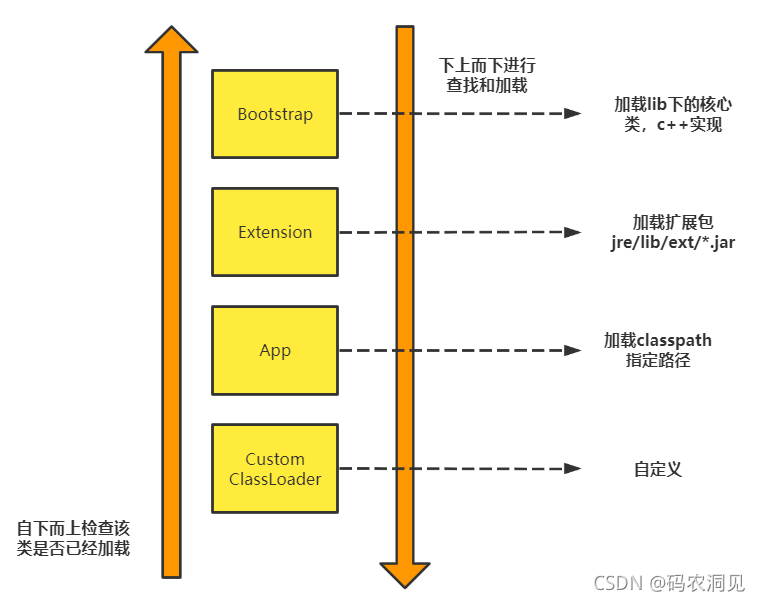 下上而下进行
查找和加载
Bootstrap
加载lib下的核心
类，c++实现
Extension
加载扩展包
jre/lib/ext/*.jar
App
加载classpath
指定路径
Custom
ClassLoader
自定义
自下而上检查该
类是否已经加载
CSDN @码农洞见